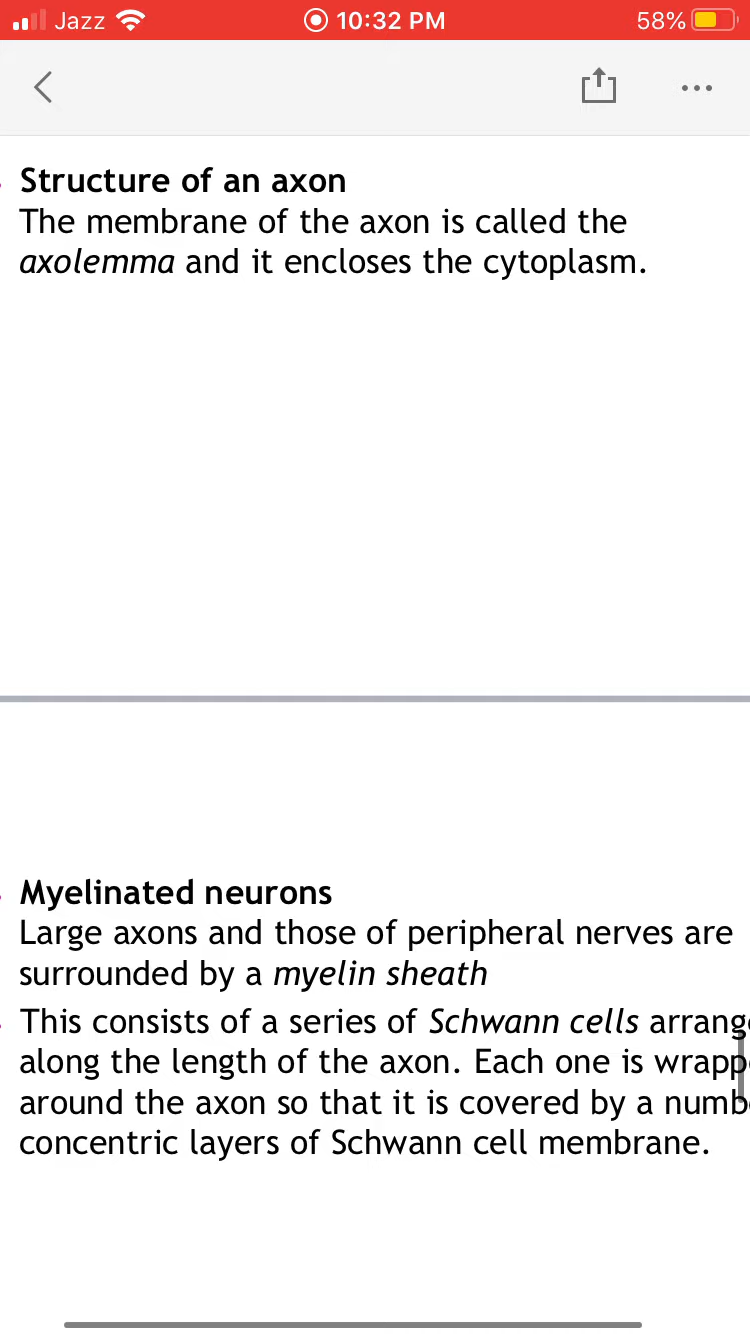 Jazz 10:32 PM 58%
Structure of an axon
The membrane of the axon is called the
axolemma and it encloses the cytoplasm.
Myelinated neurons
Large axons and those of peripheral nerves are
surrounded by a myelin sheath
This consists of a series of Schwann cells
along the length of the axon. Each one is
around the axon so that it is covered by a
concentric layers of Schwann cell membrane.